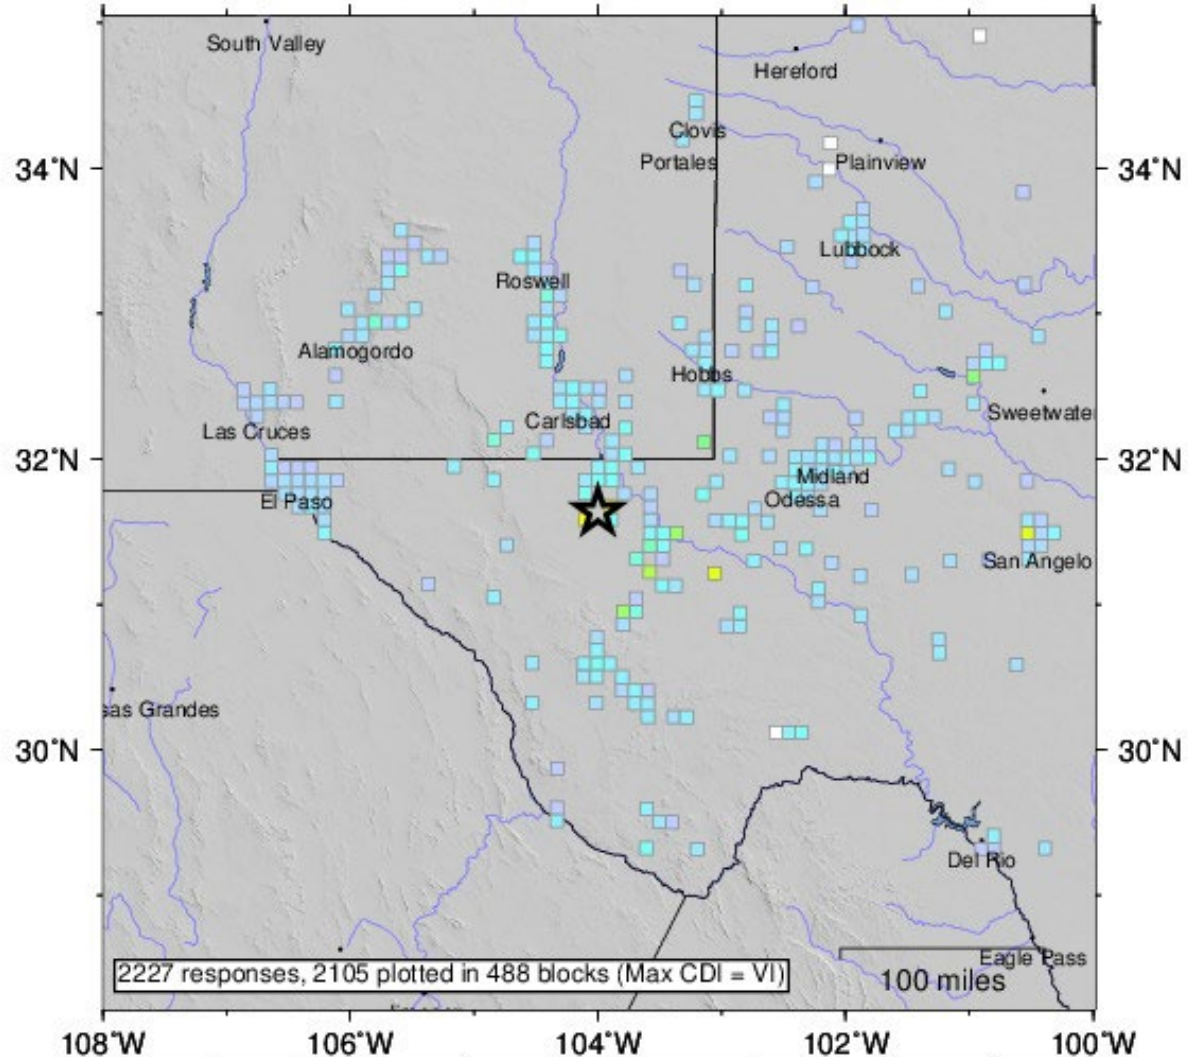 South Valley
Hereford
Clovis
Portales
Plainview
34°N
34°N
Lubbock
Roswell
Alamogordo
Hobbs
Sweetwater
Carlsbad
Las Cruces
32°N
32°N
Midland
El Paso
Odessa
San Angelo
sas Grandes
30°N
30°N
Del Rio
Eagle Pass
2227 responses, 2105 plotted in 488 blocks (Max CDI = VI)
100 miles
108°W
106°W
104°W
102°W
100°W